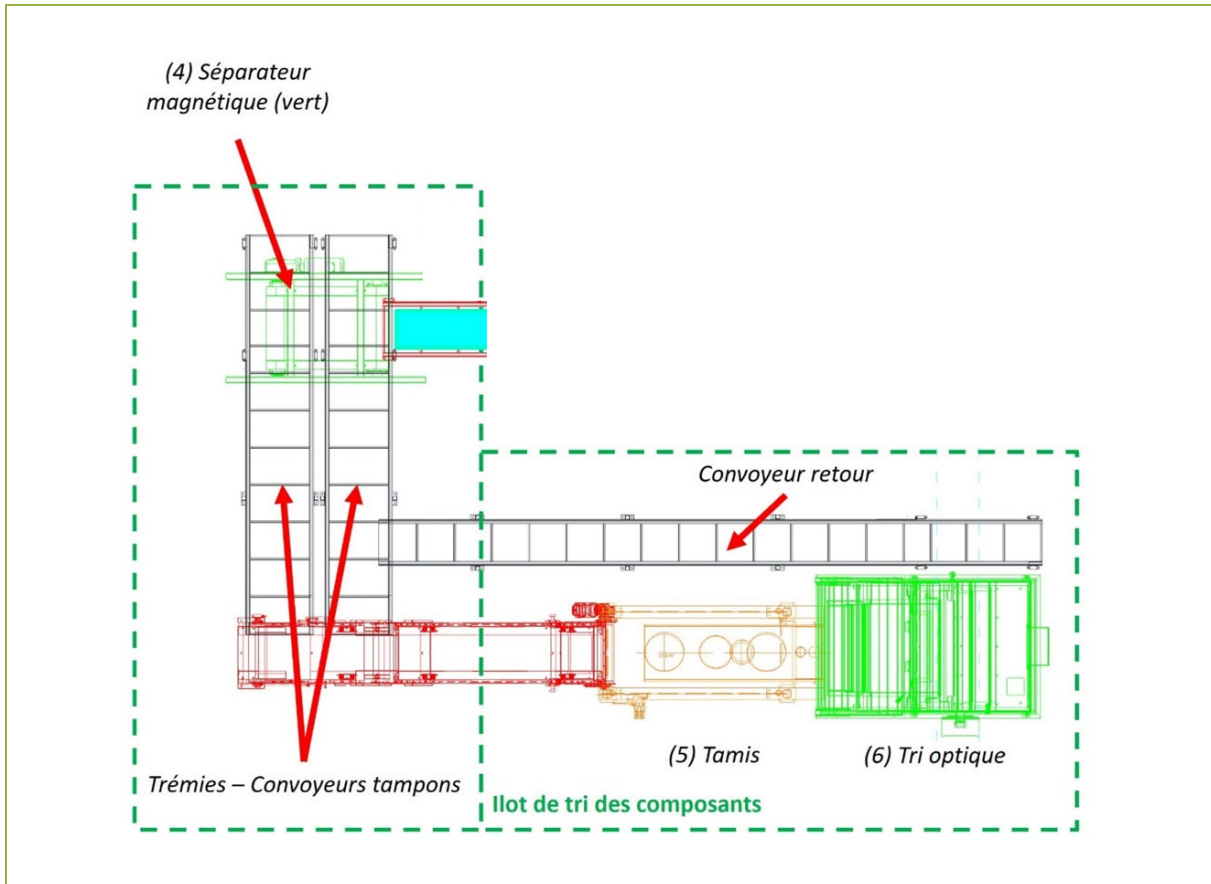 (4) Séparateur
magnétique (vert)
Convoyeur retour
(5) Tamis
(6) Tri optique
Trémies – Convoyeurs tampons
Ilot de tri des composants